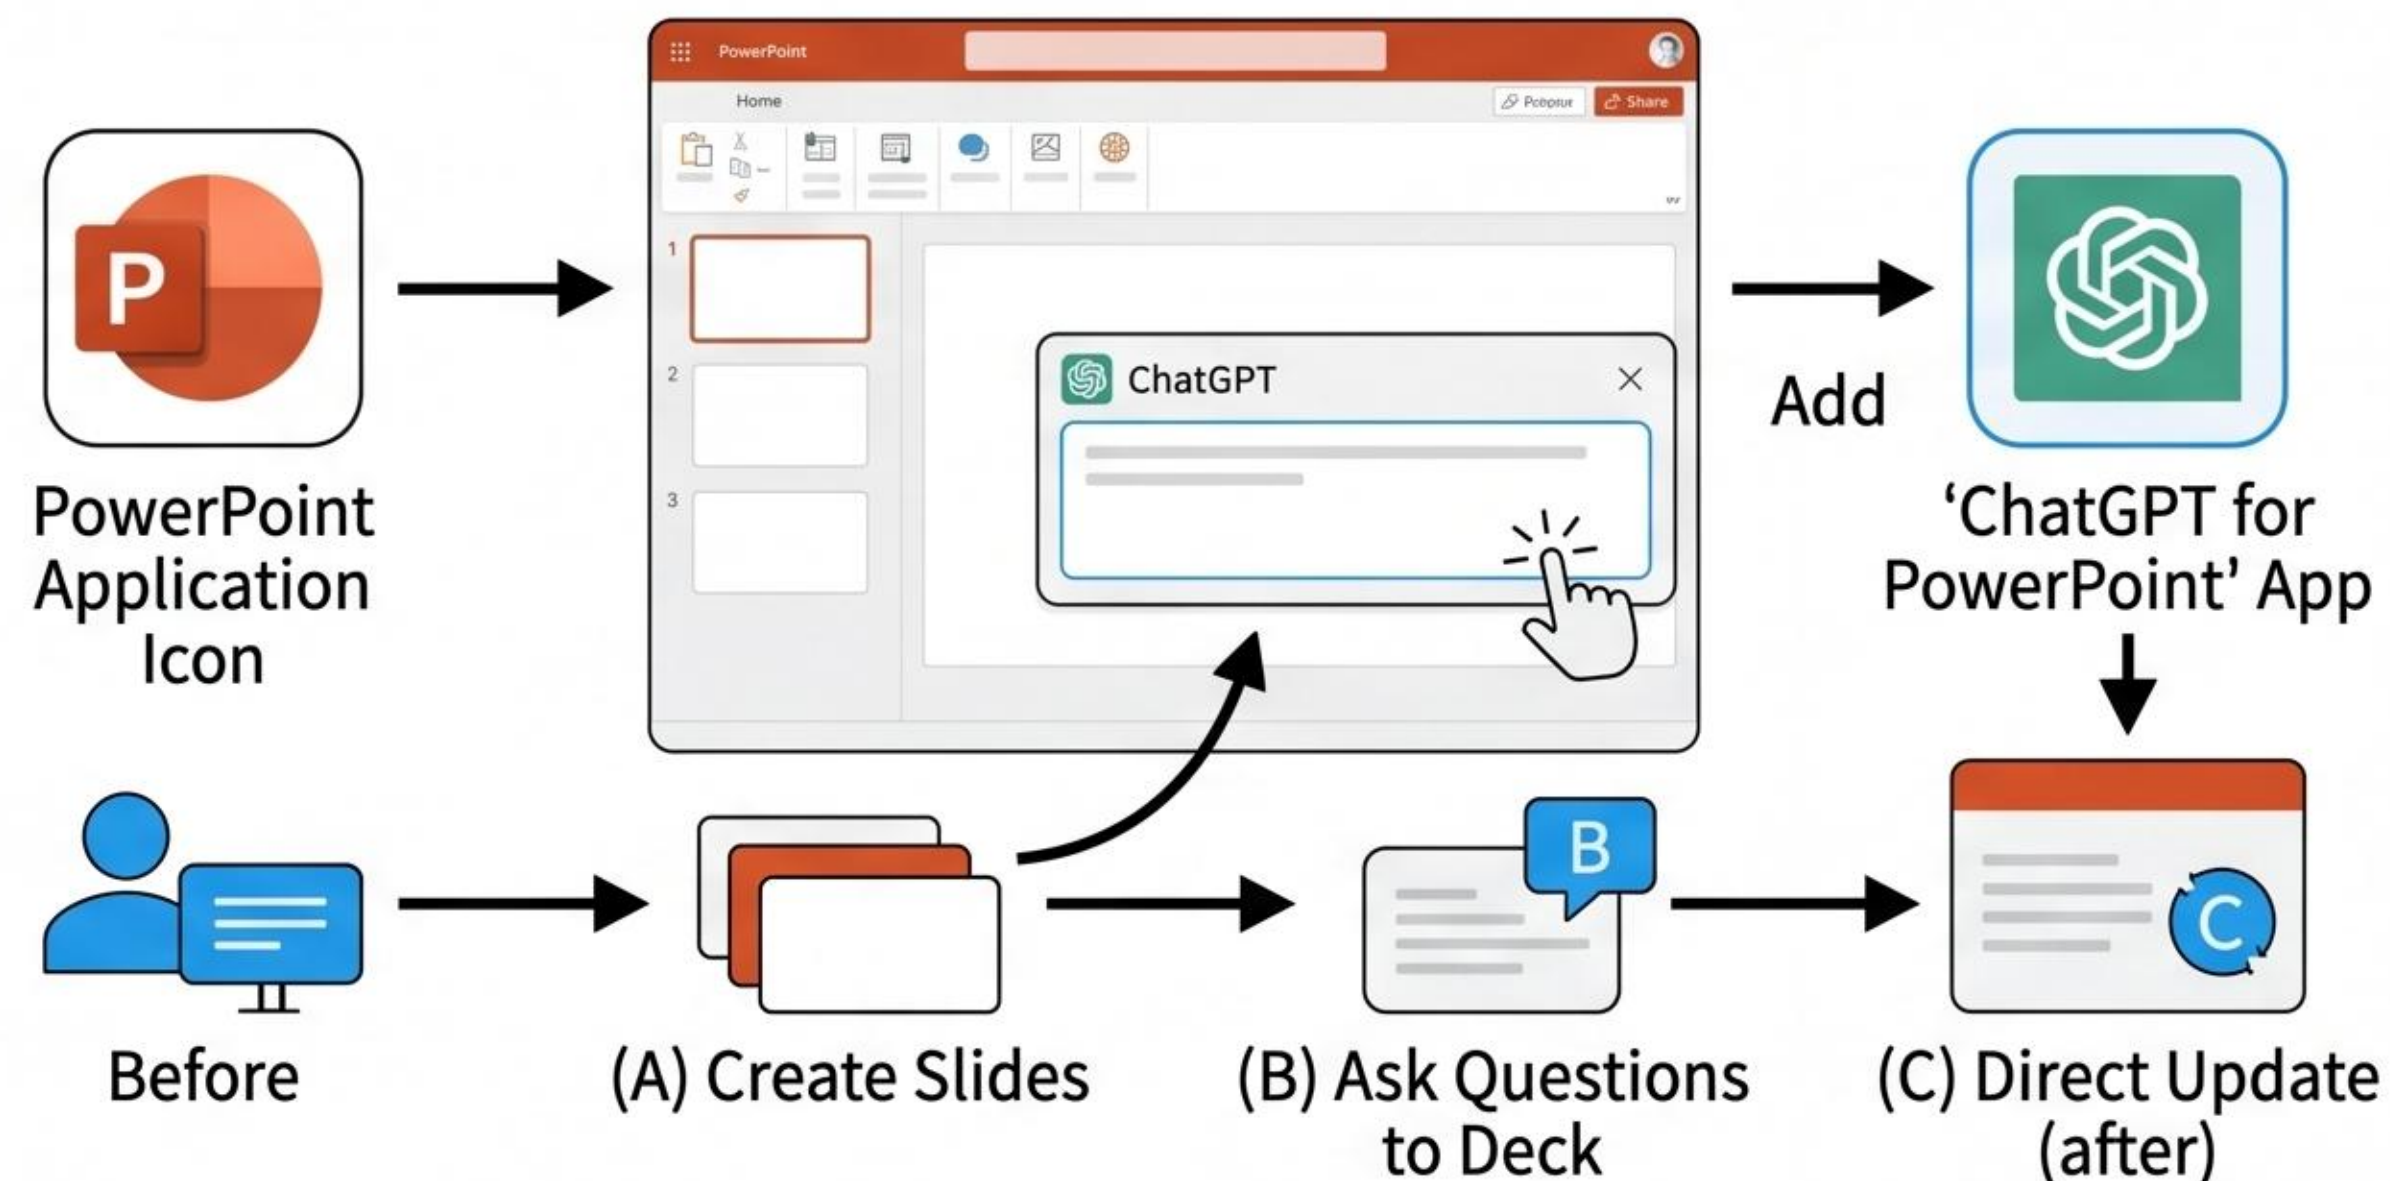 PowerPoint
Home
Share
1
2
3
ChatGPT
P
PowerPoint
Application
Icon
Add
‘ChatGPT for
PowerPoint’ App
B
C
Before
(A) Create Slides
(B) Ask Questions
to Deck
(C) Direct Update
(after)